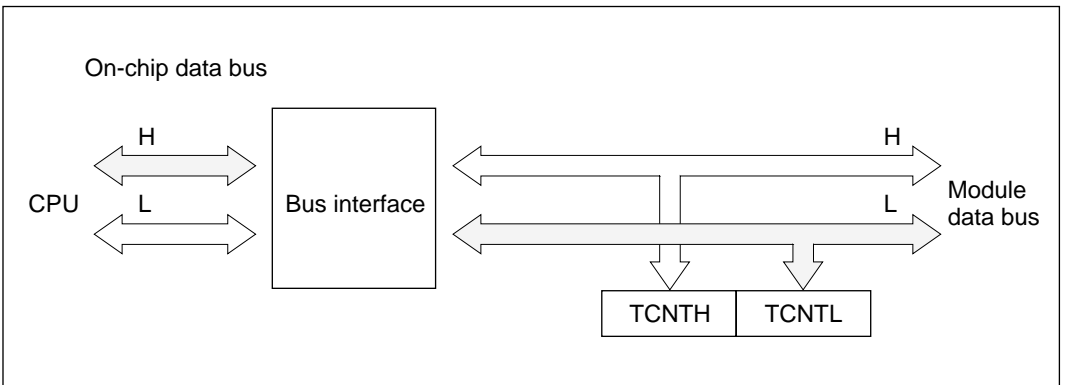 On-chip data bus
H
H
CPU
L
Bus interface
L
Module
data bus
TCNTH
TCNTL